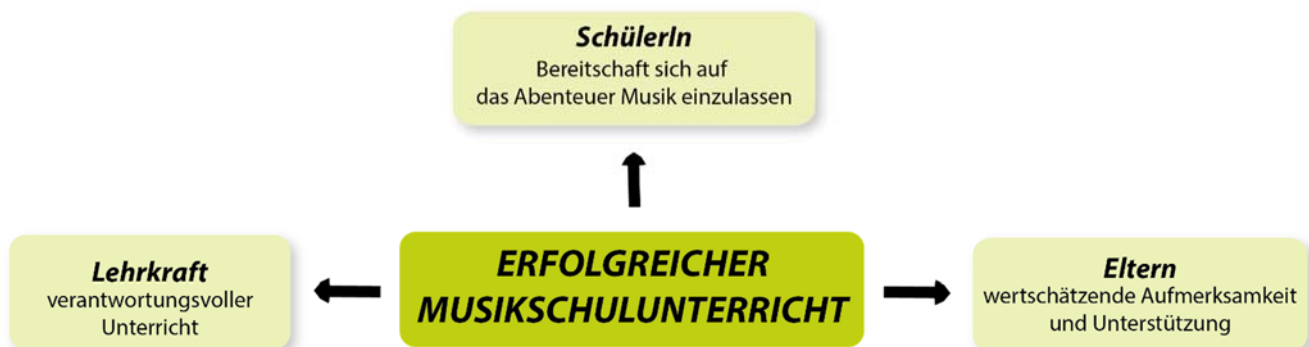 SchülerIn
Bereitschaft sich auf
das Abenteuer Musik einzulassen
Lehrkraft
verantwortungsvoller
Unterricht
ERFOLGREICHER
MUSIKSCHULUNTERRICHT
Eltern
wertschätzende Aufmerksamkeit
und Unterstützung